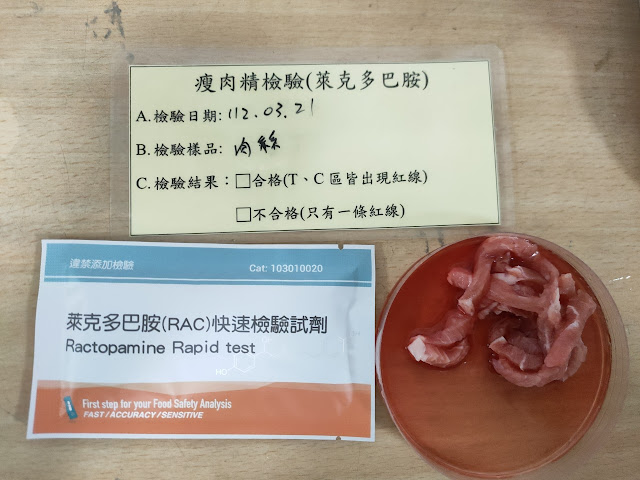 瘦肉精檢驗(萊克多巴胺)
A.檢驗日期:112.03.21
B.檢驗樣品:肉絲
C.檢驗結果:□合格(T、C區皆出現紅線)
□不合格(只有一條紅線)
違禁添加檢驗
Cat: 103010020
萊克多巴胺(RAC)快速檢驗試劑
Ractopamine Rapid test
First step for your Food Safety Analysis
FAST/ACCURACY/SENSITIVE